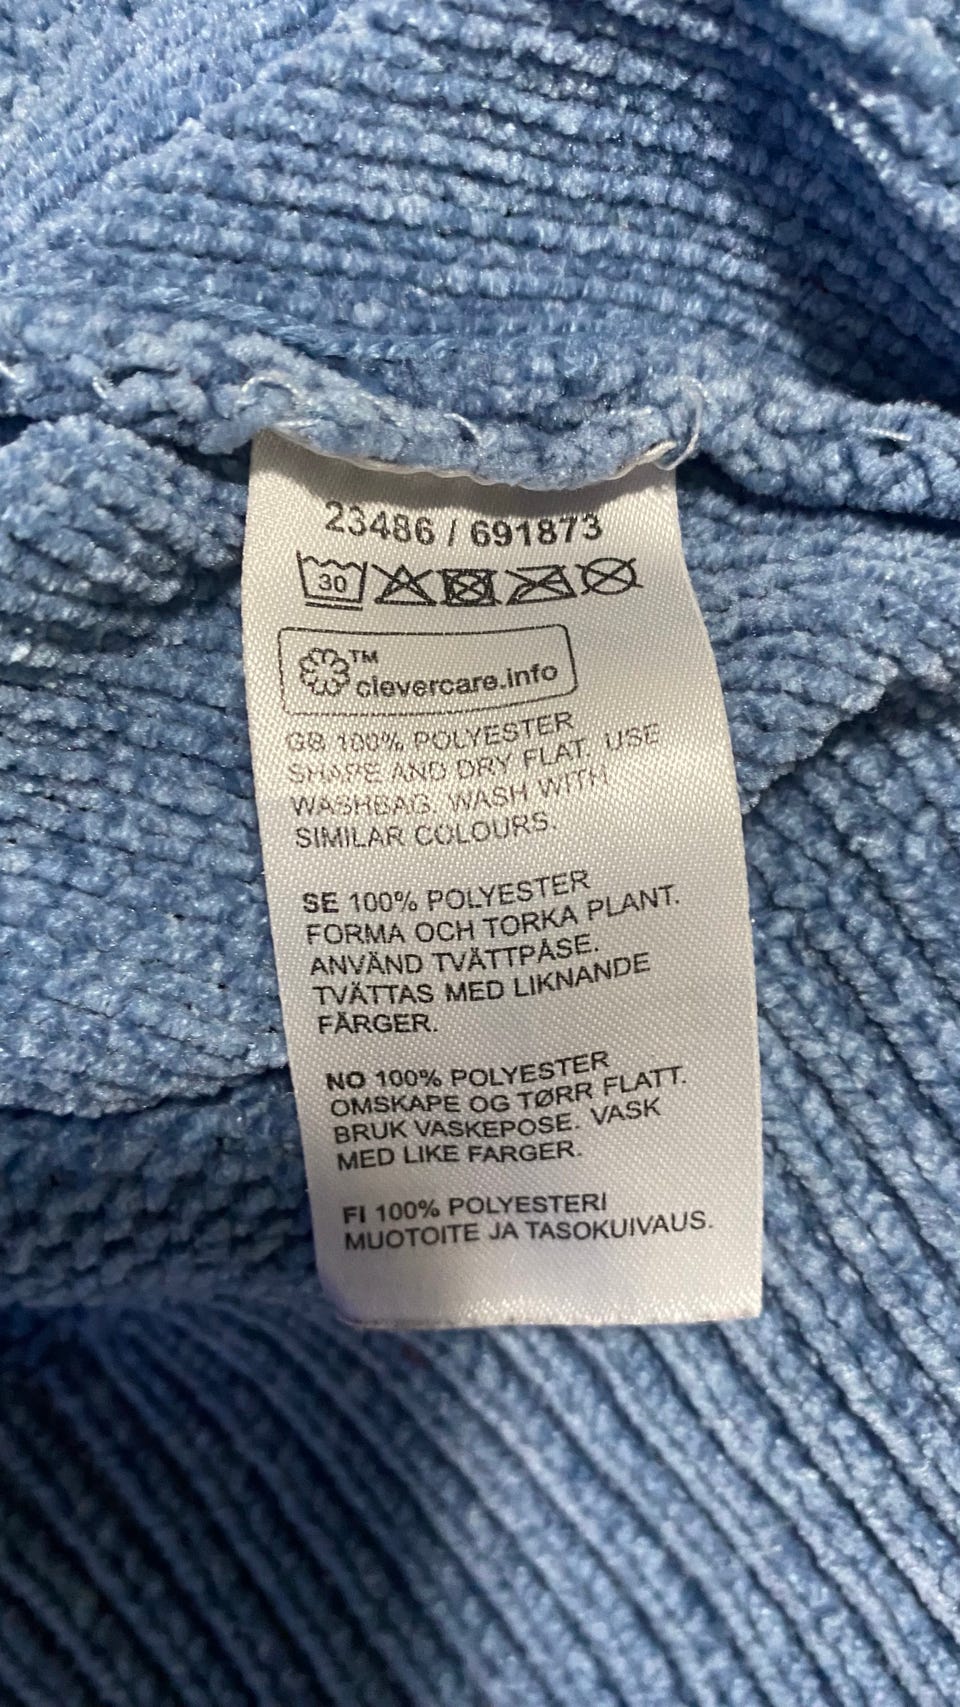 23486 / 691873
30
TM
clevercare.info
GB 100% POLYESTER
SHAPE AND DRY FLAT. USE
WASHBAG. WASH WITH
SIMILAR COLOURS.
SE 100% POLYESTER
FORMA OCH TORKA PLANT.
ANVÄND TVÄTTPÅSE.
TVÄTTAS MED LIKNANDE
FÄRGER.
NO 100% POLYESTER
OMSKAPE OG TØRR FLATT.
BRUK VASKEPOSE. VASK
MED LIKE FARGER.
FI 100% POLYESTERI
MUOTOITE JA TASOKUIVAUS.